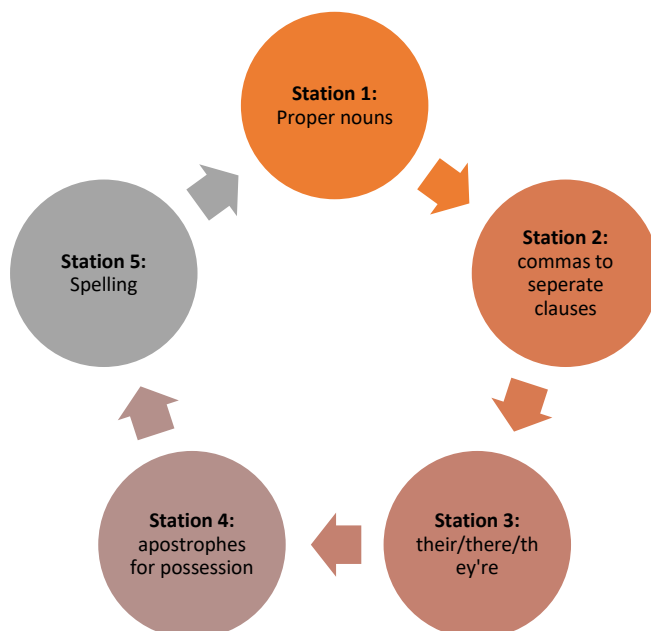 Station 1:
Proper nouns
Station 2:
commas to
seperate
clauses
Station 3:
their/there/th
ey're
Station 4:
apostrophes
for possession
Station 5:
Spelling